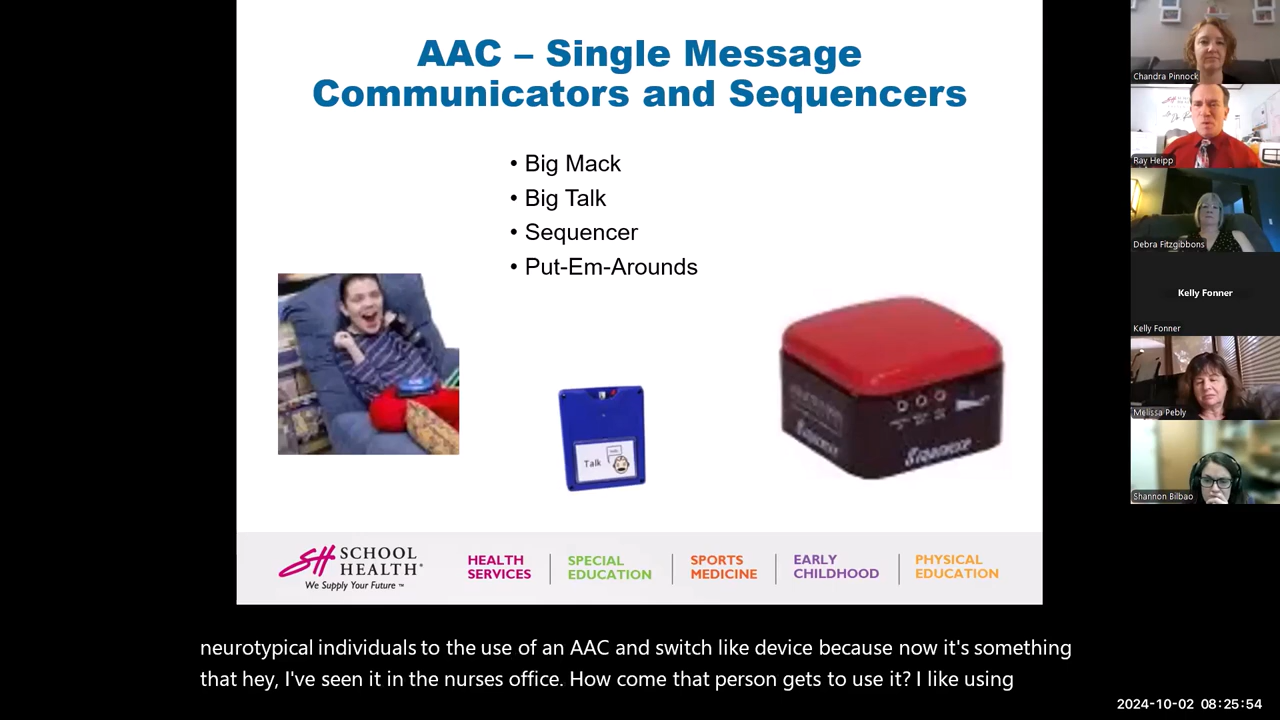 AAC – Single Message
Communicators and Sequencers
• Big Mack
• Big Talk
• Sequencer
• Put-Em-Arounds
Talk
SH SCHOOL
HEALTH®
We Supply Your Future ™
HEALTH
SERVICES
SPECIAL
EDUCATION
SPORTS
MEDICINE
EARLY
CHILDHOOD
PHYSICAL
EDUCATION
Chandra Pinnock
Ray Heipp
Debra Fitzgibbons
Kelly Fonner
Kelly Fonner
Melissa Pebly
Shannon Bilbao
neurotypical individuals to the use of an AAC and switch like device because now it's something
that hey, I've seen it in the nurses office. How come that person gets to use it? I like using
2024-10-02 08:25:54